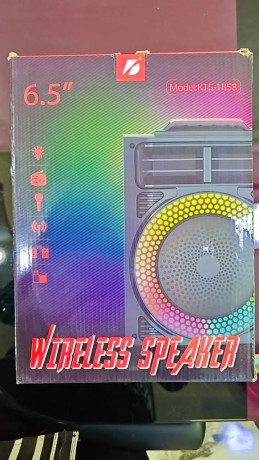 6.5"
Model:KTS-1858
WIRELESS SPEAKER